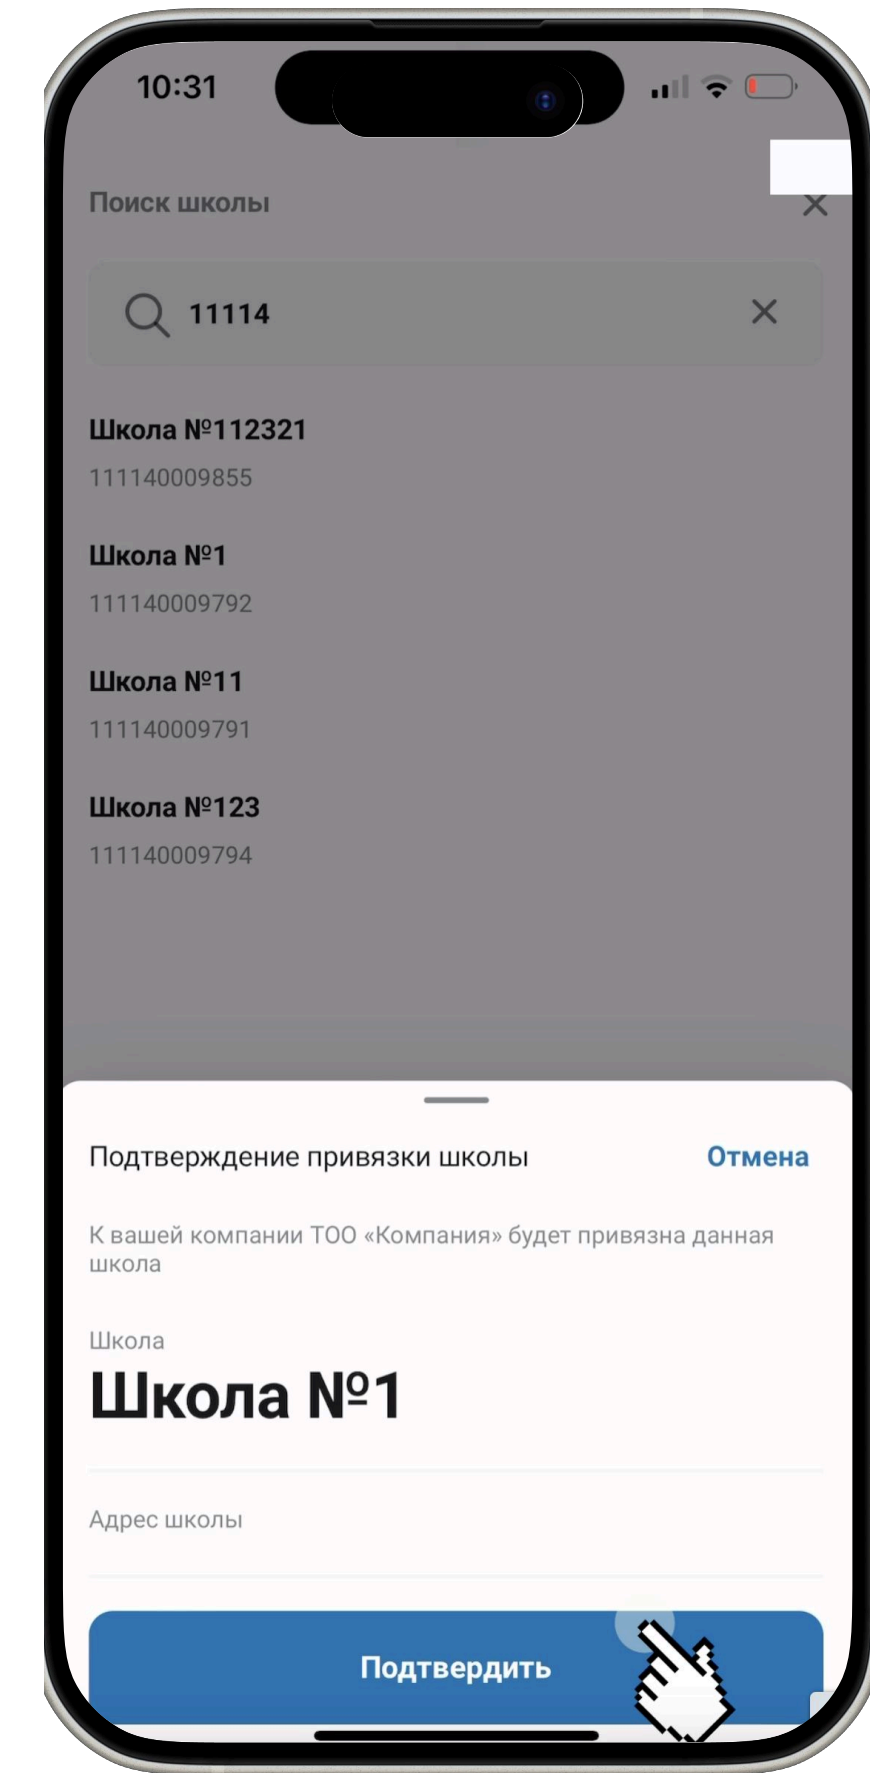 10:31
Поиск школы
11114
Школа №112321
111140009855
Школа №1
111140009792
Школа №11
111140009791
Школа №123
111140009794
Подтверждение привязки школы
Отмена
К вашей компании ТОО «Компания» будет привязна данная
школа
Школа
Школа №1
Адрес школы
Подтвердить